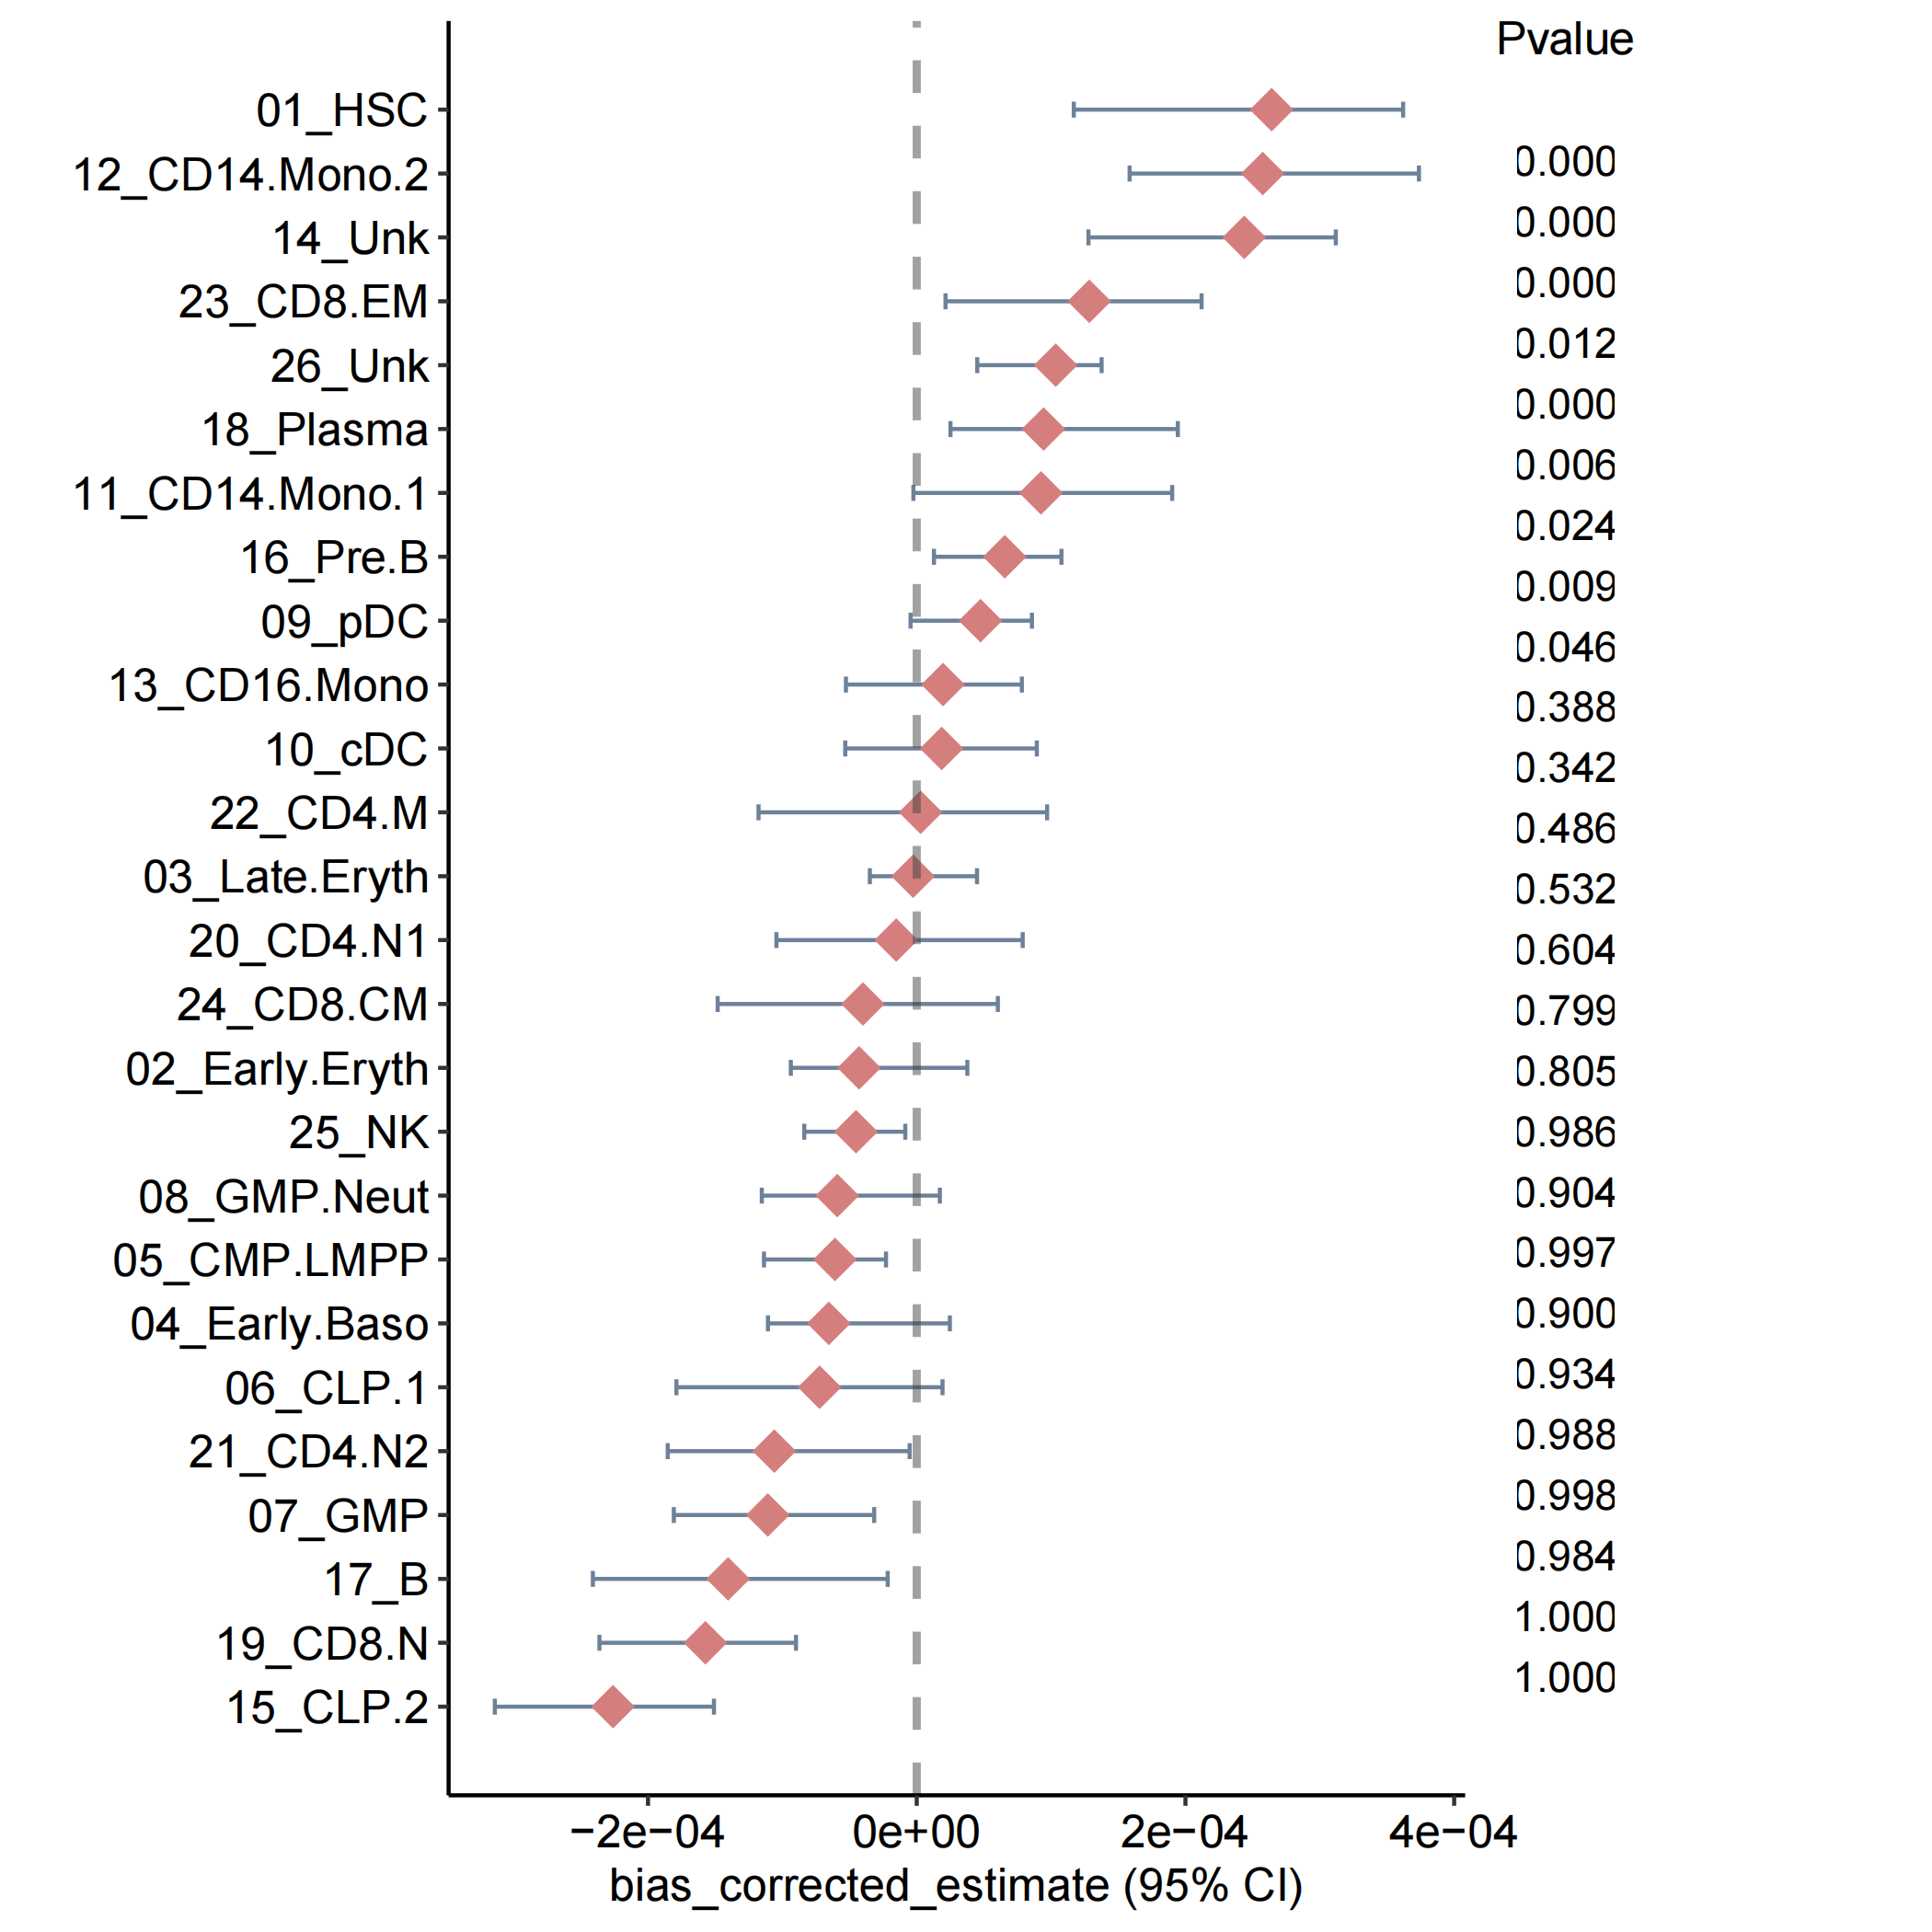 Pvalue
01_HSC
12_CD14.Mono.2
0.000
14_Unk
0.000
23_CD8.EM
0.000
26_Unk
0.012
18_Plasma
0.000
11_CD14.Mono.1
0.006
16_Pre.B
0.024
09_pDC
0.009
13_CD16.Mono
0.046
10_cDC
0.388
22_CD4.M
0.342
03_Late.Eryth
0.486
20_CD4.N1
0.532
24_CD8.CM
0.604
02_Early.Eryth
0.799
25_NK
0.805
08_GMP.Neut
0.986
05_CMP.LMPP
0.904
04_Early.Baso
0.997
06_CLP.1
0.900
21_CD4.N2
0.934
07_GMP
0.988
17_B
0.998
19_CD8.N
0.984
15_CLP.2
1.000
1.000
−2e−04 0e+00 2e−04 4e−04
bias_corrected_estimate (95% CI)